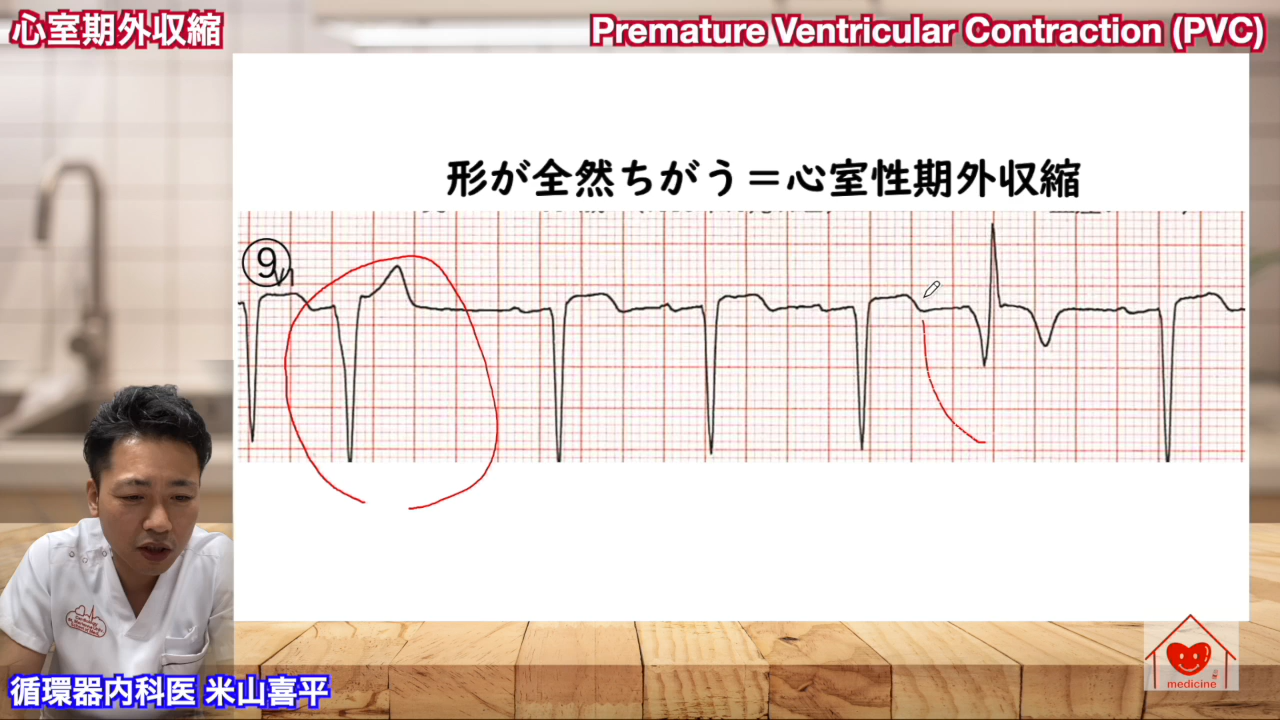 心室期外収縮
Premature Ventricular Contraction (PVC)
形が全然ちがう＝心室性期外収縮
⑨
循環器内科医 米山喜平
medicine